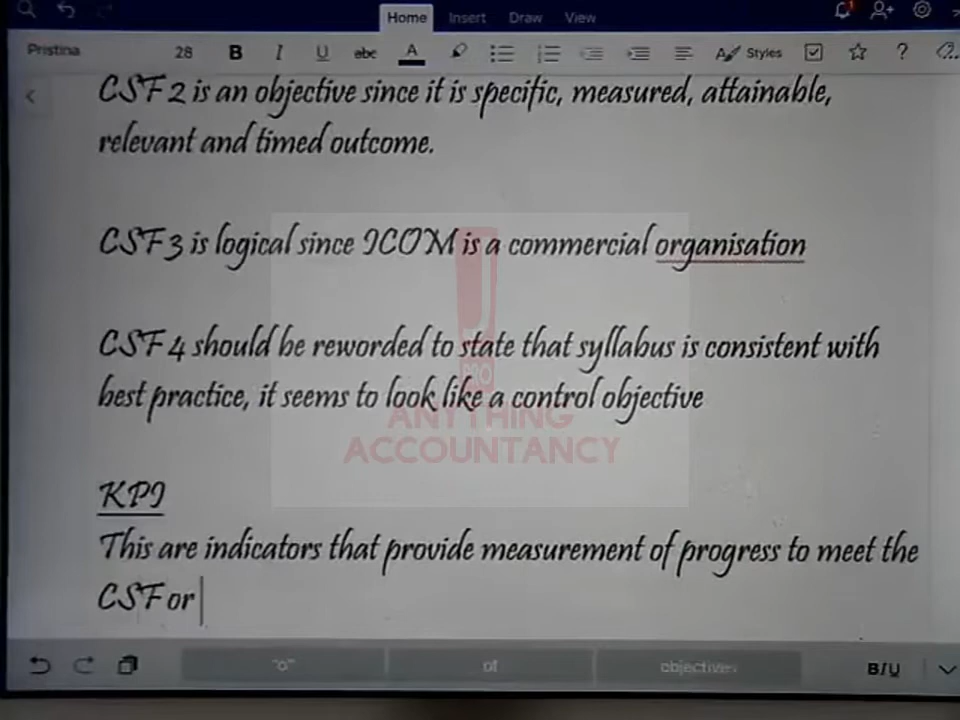 Home Insert Draw View
Pristina 28 B I U abc A Styles ?
CSF 2 is an objective since it is specific, measured, attainable,
relevant and timed outcome.
CSF 3 is logical since ICOM is a commercial organisation
CSF 4 should be reworded to state that syllabus is consistent with
best practice, it seems to look like a control objective
PRO
ANYTHING
ACCOUNTANCY
KPI
This are indicators that provide measurement of progress to meet the
CSF or
"o" of objectives B/U